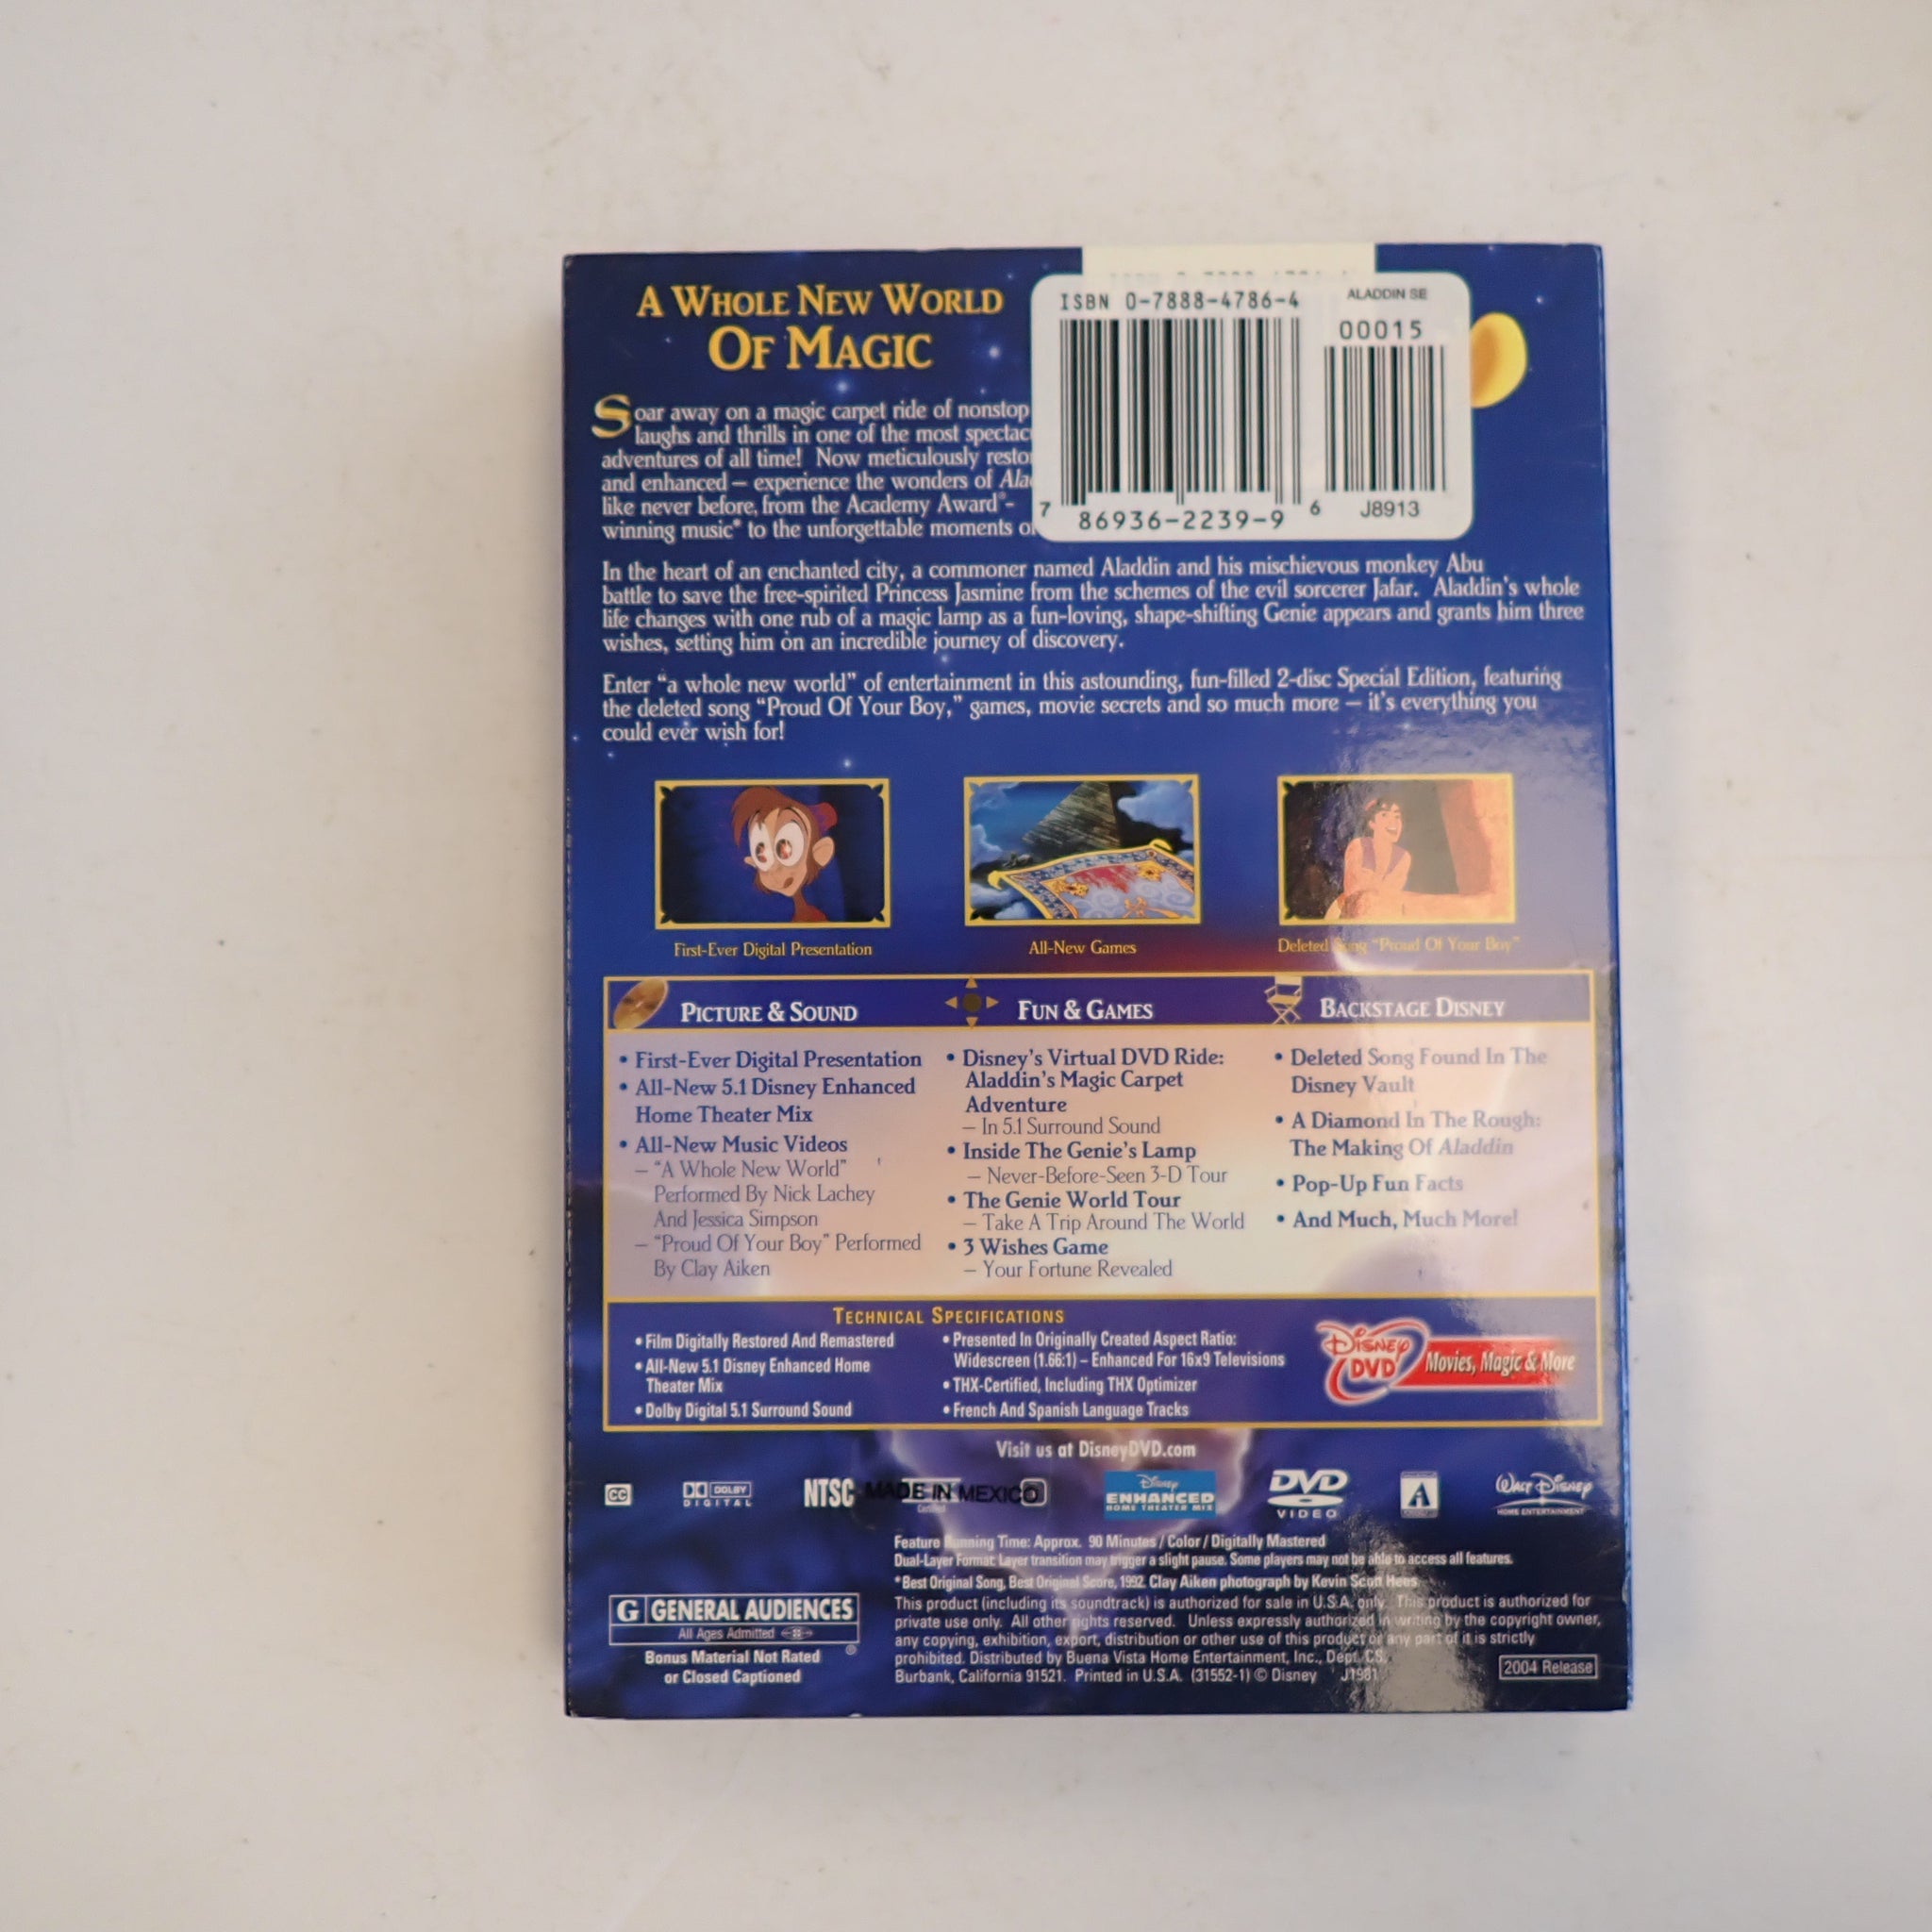 A WHOLE NEW WORLD
OF MAGIC
ISBN 0-7888-4786-4
ALADDIN SE
00015
7 86936-2239-9 6
J8913
Soar away on a magic carpet ride of nonstop
laughs and thrills in one of the most
adventures of all time! Now meticulously
and enhanced – experience the wonders of
like never before, from the Academy Award®-
winning music* to the unforgettable moments
In the heart of an enchanted city, a commoner named Aladdin and his mischievous monkey Abu
battle to save the free-spirited Princess Jasmine from the schemes of the evil sorcerer Jafar. Aladdin's whole
life changes with one rub of a magic lamp as a fun-loving, shape-shifting Genie appears and grants him three
wishes, setting him on an incredible journey of discovery.
Enter "a whole new world" of entertainment in this astounding, fun-filled 2-disc Special Edition, featuring
the deleted song "Proud Of Your Boy," games, movie secrets and so much more – it's everything you
could ever wish for!
First-Ever Digital Presentation
All-New Games
Deleted Song "Proud Of Your Boy"
PICTURE & SOUND
• First-Ever Digital Presentation
• All-New 5.1 Disney Enhanced
Home Theater Mix
• All-New Music Videos
– "A Whole New World"
Performed By Nick Lachey
And Jessica Simpson
– "Proud Of Your Boy" Performed
By Clay Aiken
FUN & GAMES
• Disney's Virtual DVD Ride:
Aladdin's Magic Carpet
Adventure
– In 5.1 Surround Sound
• Inside The Genie's Lamp
– Never-Before-Seen 3-D Tour
• The Genie World Tour
– Take A Trip Around The World
• 3 Wishes Game
– Your Fortune Revealed
BACKSTAGE DISNEY
• Deleted Song Found In The
Disney Vault
• A Diamond In The Rough:
The Making Of Aladdin
• Pop-Up Fun Facts
• And Much, Much More!
TECHNICAL SPECIFICATIONS
• Film Digitally Restored And Remastered
• All-New 5.1 Disney Enhanced Home
Theater Mix
• Dolby Digital 5.1 Surround Sound
• Presented In Originally Created Aspect Ratio:
Widescreen (1.66:1) – Enhanced For 16x9 Televisions
• THX-Certified, Including THX Optimizer
• French And Spanish Language Tracks
DISNEY DVD Movies, Magic & More
Visit us at DisneyDVD.com
CC
DOLBY DIGITAL
NTSC
MADE IN MEXICO
Disney ENHANCED HOME THEATER MIX
DVD VIDEO
A
WALT DISNEY HOME ENTERTAINMENT
Feature Running Time: Approx. 90 Minutes / Color / Digitally Mastered
Dual-Layer Format: Layer transition may trigger a slight pause. Some players may not be able to access all features.
*Best Original Song, Best Original Score, 1992. Clay Aiken photograph by Kevin Scott Hees
This product (including its soundtrack) is authorized for sale in U.S.A. only. This product is authorized for
private use only. All other rights reserved. Unless expressly authorized in writing by the copyright owner,
any copying, exhibition, export, distribution or other use of this product or any part of it is strictly
prohibited. Distributed by Buena Vista Home Entertainment, Inc., Dept. CS,
Burbank, California 91521. Printed in U.S.A. (31552-1) © Disney J1981
G GENERAL AUDIENCES
All Ages Admitted
®
Bonus Material Not Rated
or Closed Captioned
2004 Release